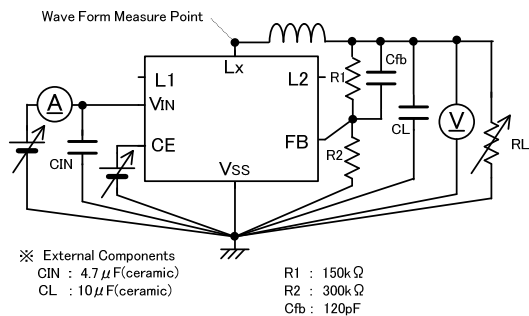 Wave Form Measure Point
Lx
L1
L2
R1
Cfb
A
VIN
CIN
CE
FB
R2
CL
V
RL
VSS
※ External Components
CIN : 4.7μF(ceramic)
CL : 10μF(ceramic)
R1 : 150kΩ
R2 : 300kΩ
Cfb : 120pF